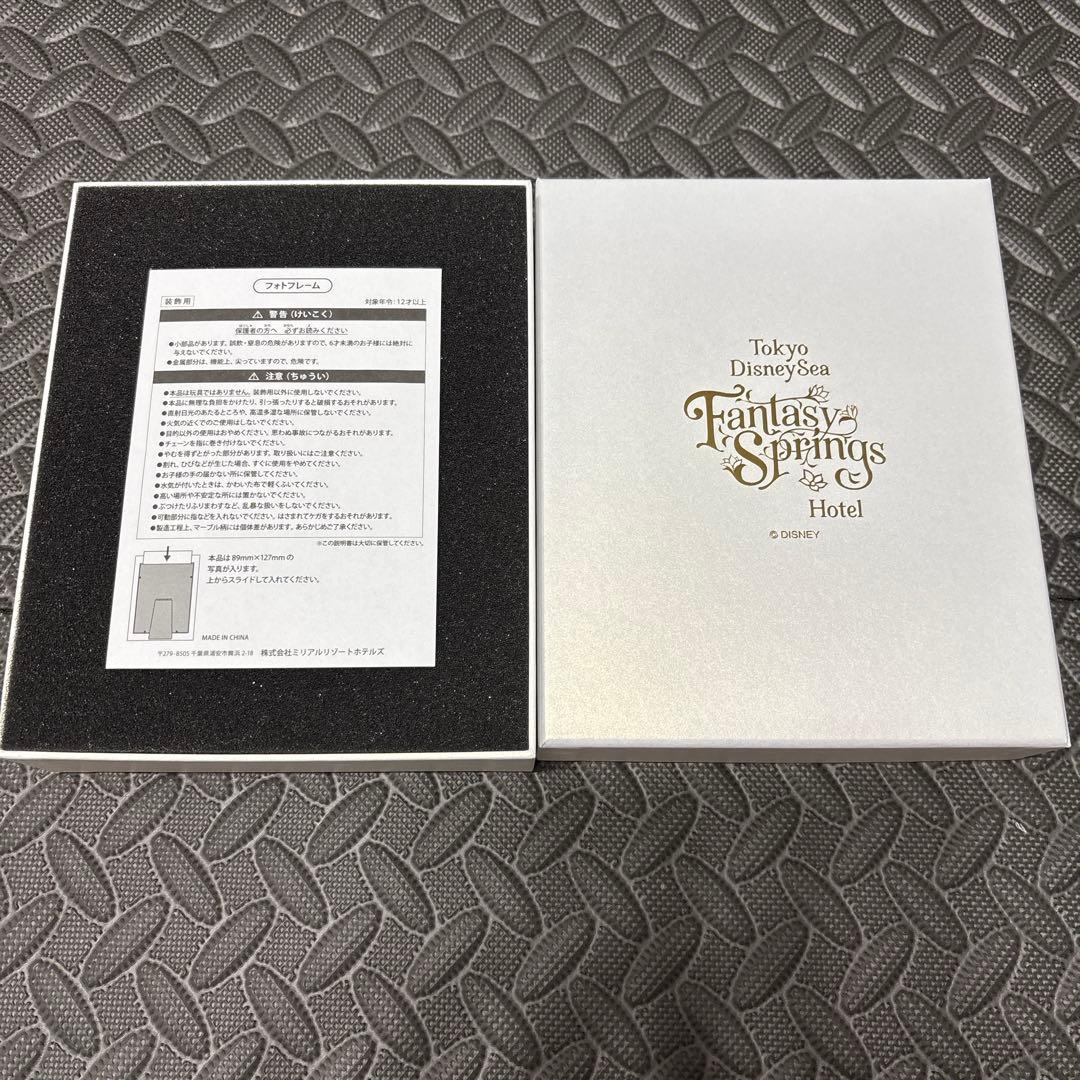 フォトフレーム
装飾用
対象年令:12才以上
⚠ 警告(けいこく)
保護者の方へ 必ずお読みください
●小部品があります。誤飲・窒息の危険がありますので、6才未満のお子様には絶対に
与えないでください。
●金属部分は、機能上、尖っていますので、危険です。
⚠ 注意(ちゅうい)
●本品は玩具ではありません。装飾用以外に使用しないでください。
●本品に無理な負担をかけたり、引っ張ったりすると破損するおそれがあります。
●直射日光のあたるところや、高温多湿な場所に保管しないでください。
●火気の近くでのご使用はしないでください。
●目的以外の使用はおやめください。思わぬ事故につながるおそれがあります。
●チェーンを指に巻き付けないでください。
●やむを得ずとがった部分があります。取り扱いにはご注意ください。
●割れ、ひびなどが生じた場合、すぐに使用をやめてください。
●お子様の手の届かない所に保管してください。
●水気が付いたときは、かわいた布で軽くふいてください。
●高い場所や不安定な所には置かないでください。
●ぶつけたりふりまわすなど、乱暴な扱いをしないでください。
●可動部分に指などを入れないでください。はさまれてケガをするおそれがあります。
●製造工程上、マーブル柄には個体差があります。あらかじめご了承ください。
※この説明書は大切に保管してください。
本品は89mm×127mmの
写真が入ります。
上からスライドして入れてください。
MADE IN CHINA
〒279-8505 千葉県浦安市舞浜2-18 株式会社ミリアルリゾートホテルズ
Tokyo
DisneySea
Fantasy
Springs
Hotel
© DISNEY